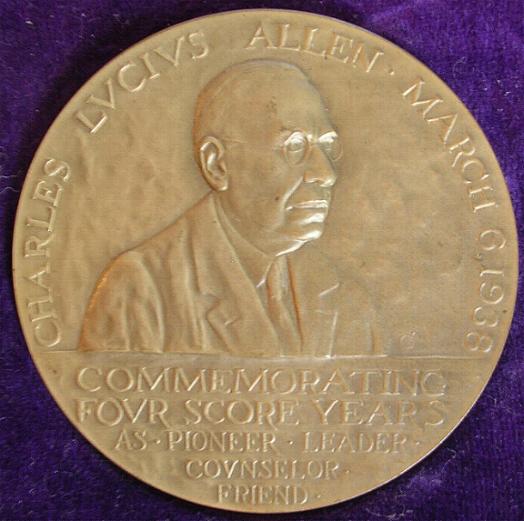 CHARLES LVCIVS ALLEN · MARCH 6, 1938
COMMEMORATING
FOVR SCORE YEARS
AS · PIONEER · LEADER ·
COVNSELOR ·
FRIEND ·